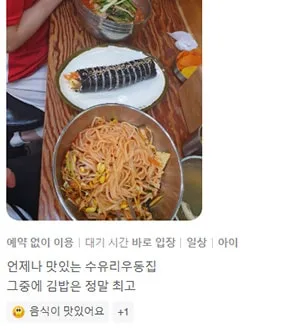 예약 없이 이용 | 대기 시간 바로 입장 | 일상 | 아이
언제나 맛있는 수유리우동집
그중에 김밥은 정말 최고
음식이 맛있어요 +1